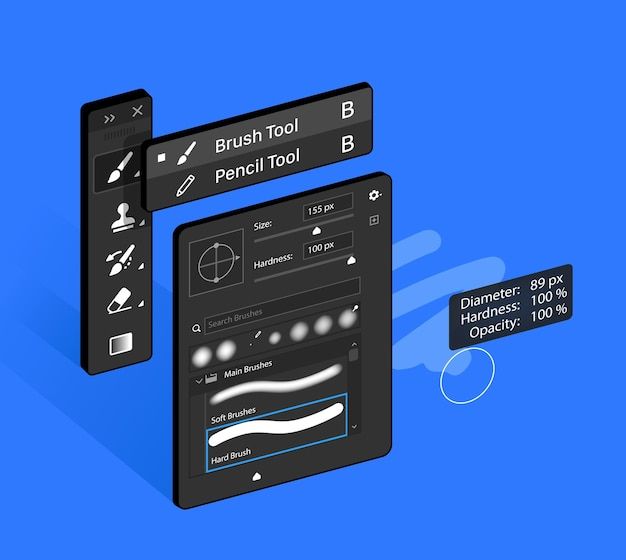 Brush Tool B
Pencil Tool B
Size: 155 px
Hardness: 100 px
Search Brushes
Main Brushes
Soft Brushes
Hard Brush
Diameter: 89 px
Hardness: 100 %
Opacity: 100 %